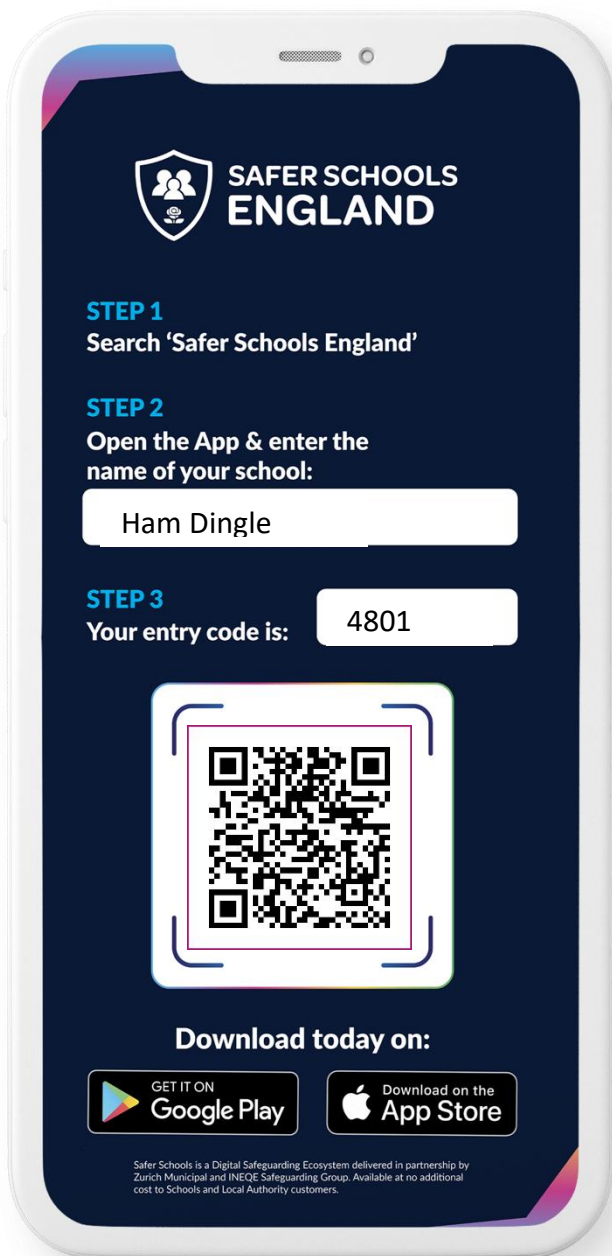 SAFER SCHOOLS
ENGLAND
STEP 1
Search ‘Safer Schools England’
STEP 2
Open the App & enter the
name of your school:
Ham Dingle
STEP 3
Your entry code is:
4801
Download today on:
GET IT ON
Google Play
Download on the
App Store
Safer Schools is a Digital Safeguarding Ecosystem delivered in partnership by
Zurich Municipal and INEQE Safeguarding Group. Available at no additional
cost to Schools and Local Authority customers.